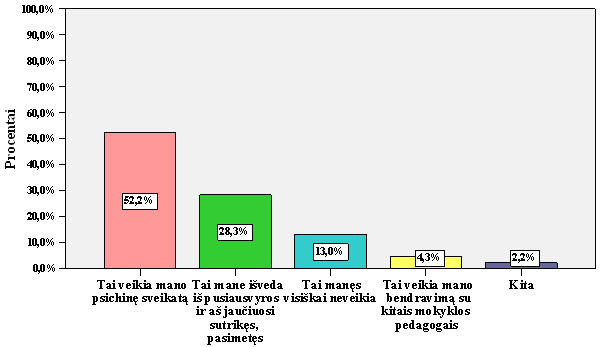 100,0%
90,0%
80,0%
70,0%
60,0%
50,0%
40,0%
30,0%
20,0%
10,0%
0,0%
Procentai
52,2%
28,3%
13,0%
4,3%
2,2%
Tai veikia mano
psichinę sveikatą
Tai mane išveda
iš pusiausvyros
ir aš jaučiuosi
sutrikęs,
pasimetęs
Tai manęs
visiškai neveikia
Tai veikia mano
bendravimą su
kitais mokyklos
pedagogais
Kita